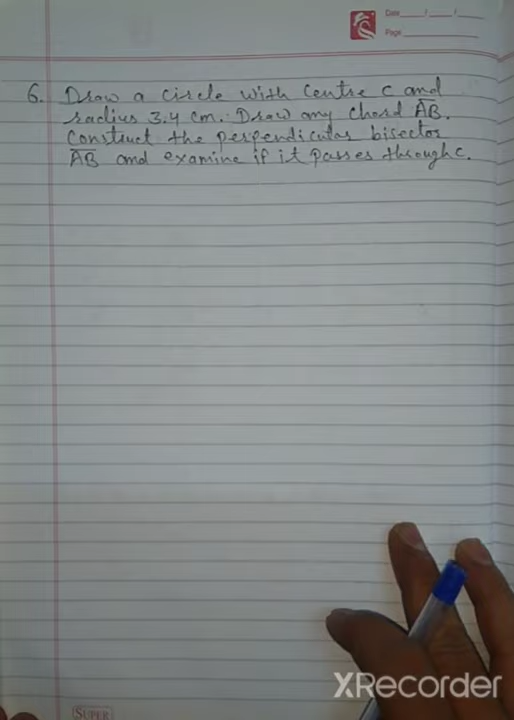 Date / /
Page
6. Draw a circle with Centre C and
radius 3.4 cm. Draw any Chord AB.
Construct the perpendicular bisector
AB and examine if it passes through c.
XRecorder
SUPER